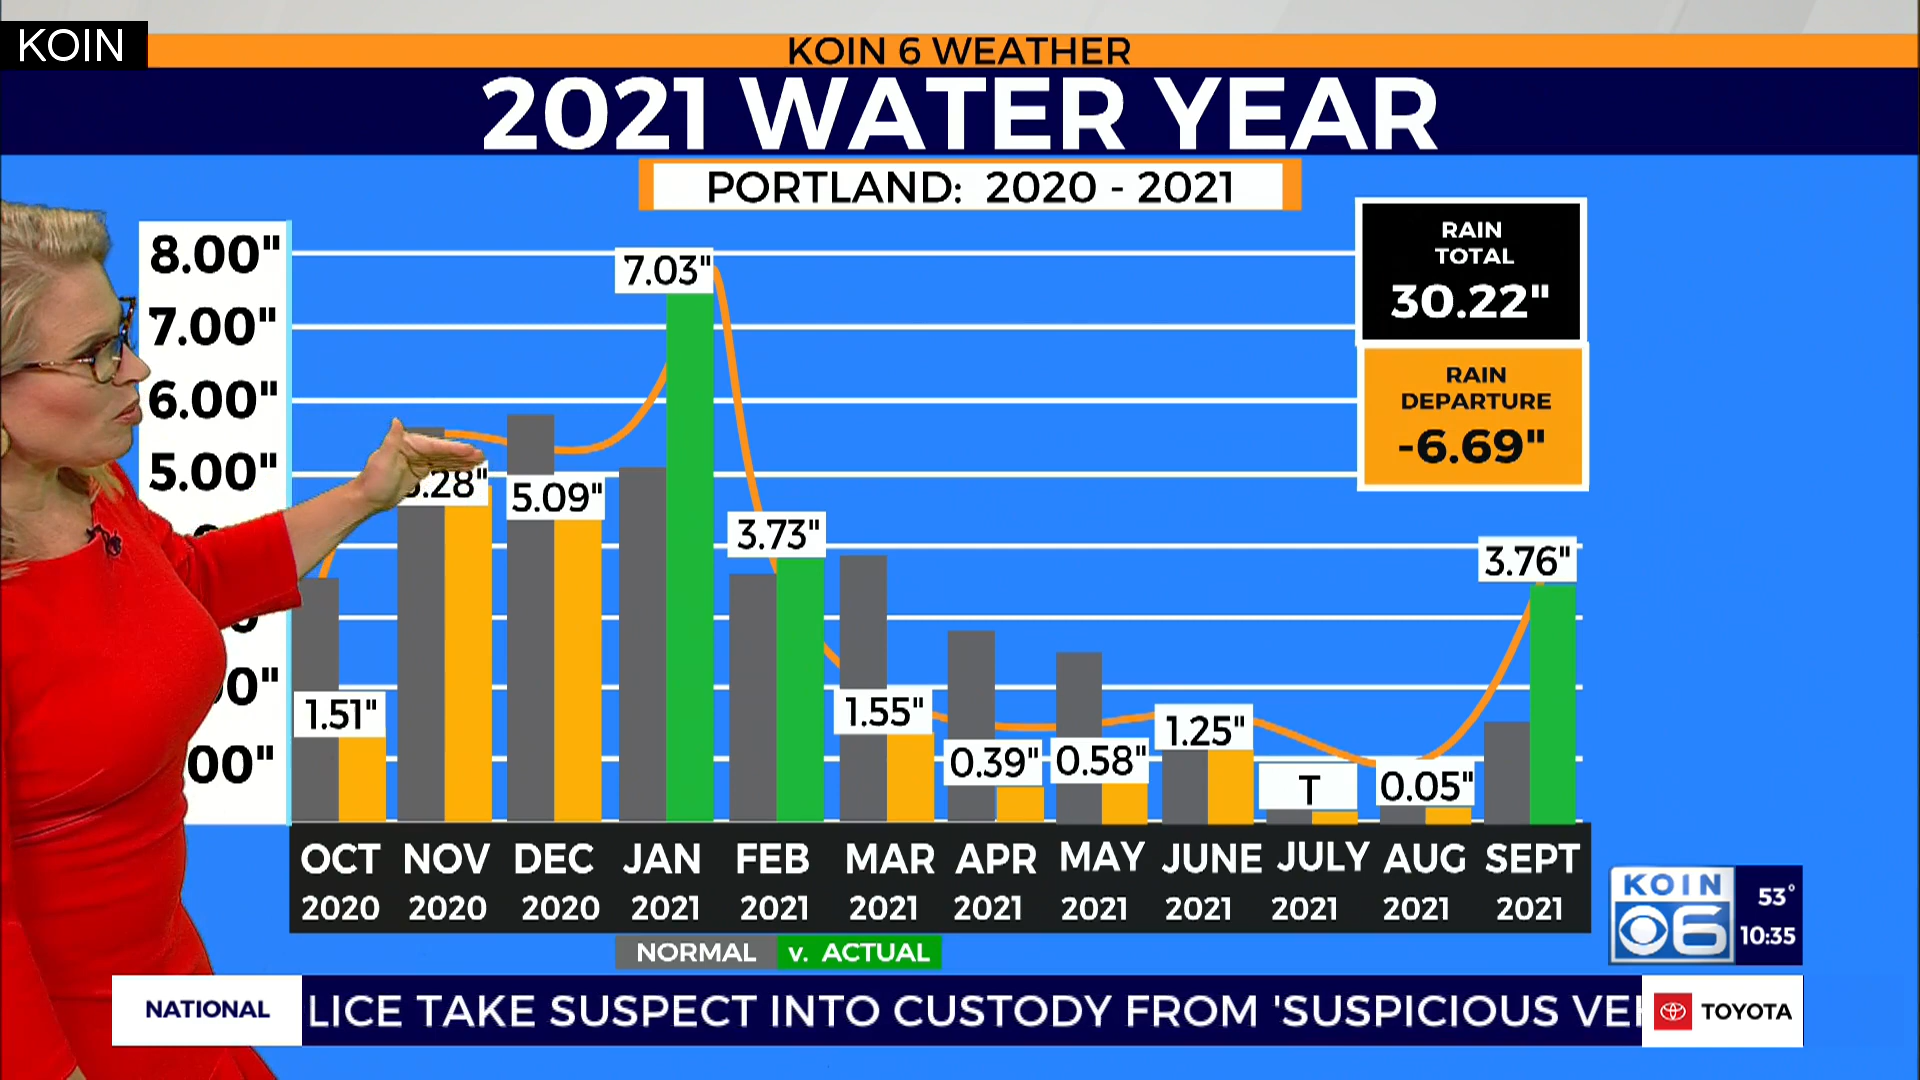 KOIN
KOIN 6 WEATHER
2021 WATER YEAR
PORTLAND: 2020 - 2021
RAIN
TOTAL
30.22"
RAIN
DEPARTURE
-6.69"
8.00"
7.00"
6.00"
5.00"
00"
7.03"
.28"
5.09"
3.73"
3.76"
1.51"
1.55"
0.39"
0.58"
1.25"
T
0.05"
OCT NOV DEC JAN FEB MAR APR MAY JUNE JULY AUG SEPT
2020 2020 2020 2021 2021 2021 2021 2021 2021 2021 2021 2021
NORMAL v. ACTUAL
KOIN
6
53°
10:35
NATIONAL
LICE TAKE SUSPECT INTO CUSTODY FROM 'SUSPICIOUS VE
TOYOTA